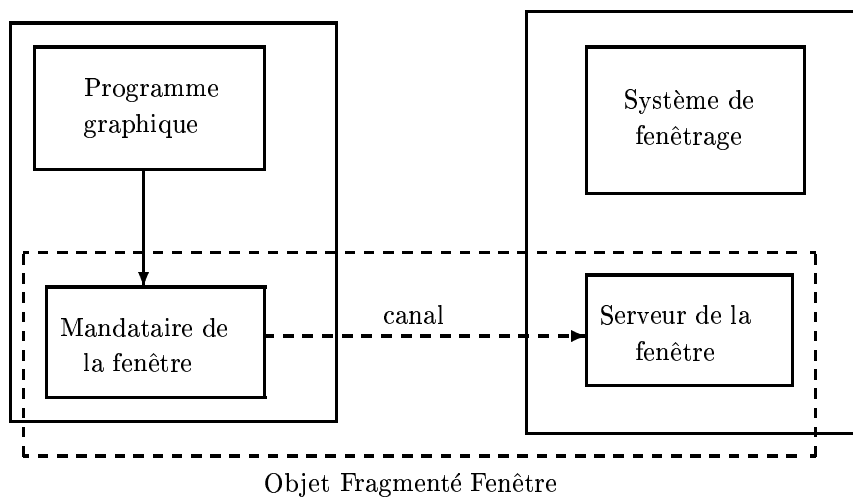 Programme
graphique
Système de
fenêtrage
Mandataire de
la fenêtre
canal
Serveur de la
fenêtre
Objet Fragmenté Fenêtre